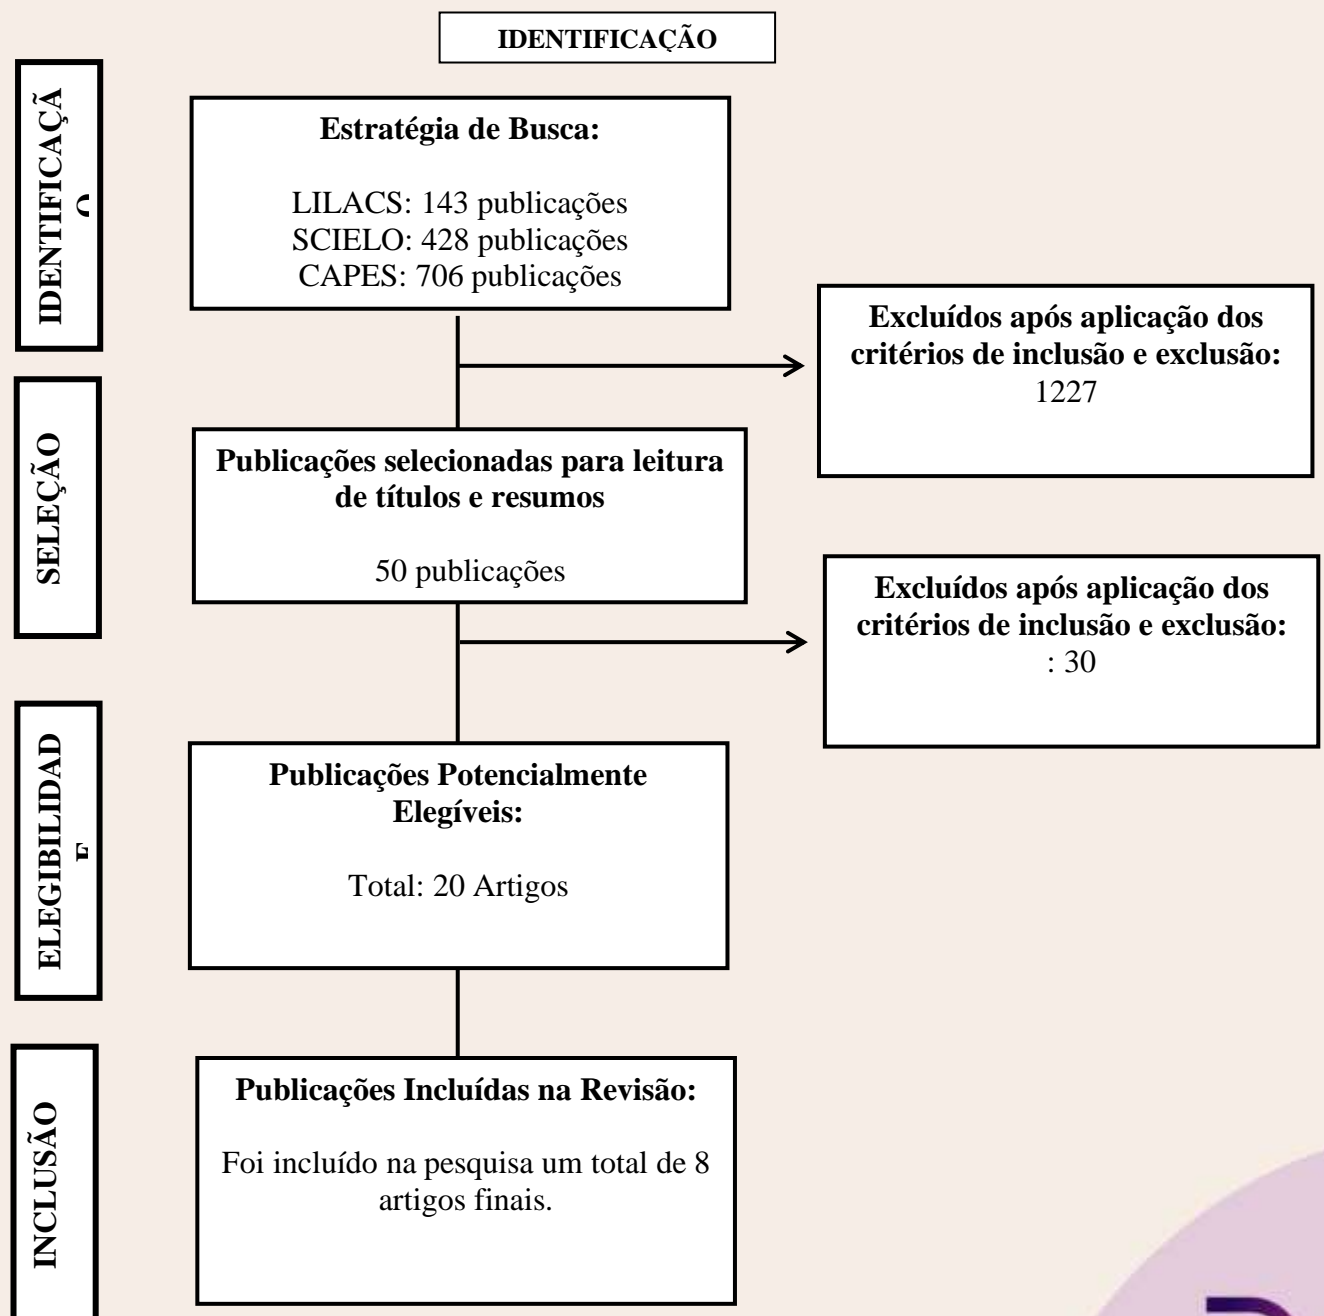 IDENTIFICAÇÃO
IDENTIFICAÇÃ
Estratégia de Busca:
LILACS: 143 publicações
SCIELO: 428 publicações
CAPES: 706 publicações
Excluídos após aplicação dos
critérios de inclusão e exclusão:
1227
SELEÇÃO
Publicações selecionadas para leitura
de títulos e resumos
50 publicações
Excluídos após aplicação dos
critérios de inclusão e exclusão:
: 30
ELEGIBILIDAD
E
Publicações Potencialmente
Elegíveis:
Total: 20 Artigos
INCLUSÃO
Publicações Incluídas na Revisão:
Foi incluído na pesquisa um total de 8
artigos finais.